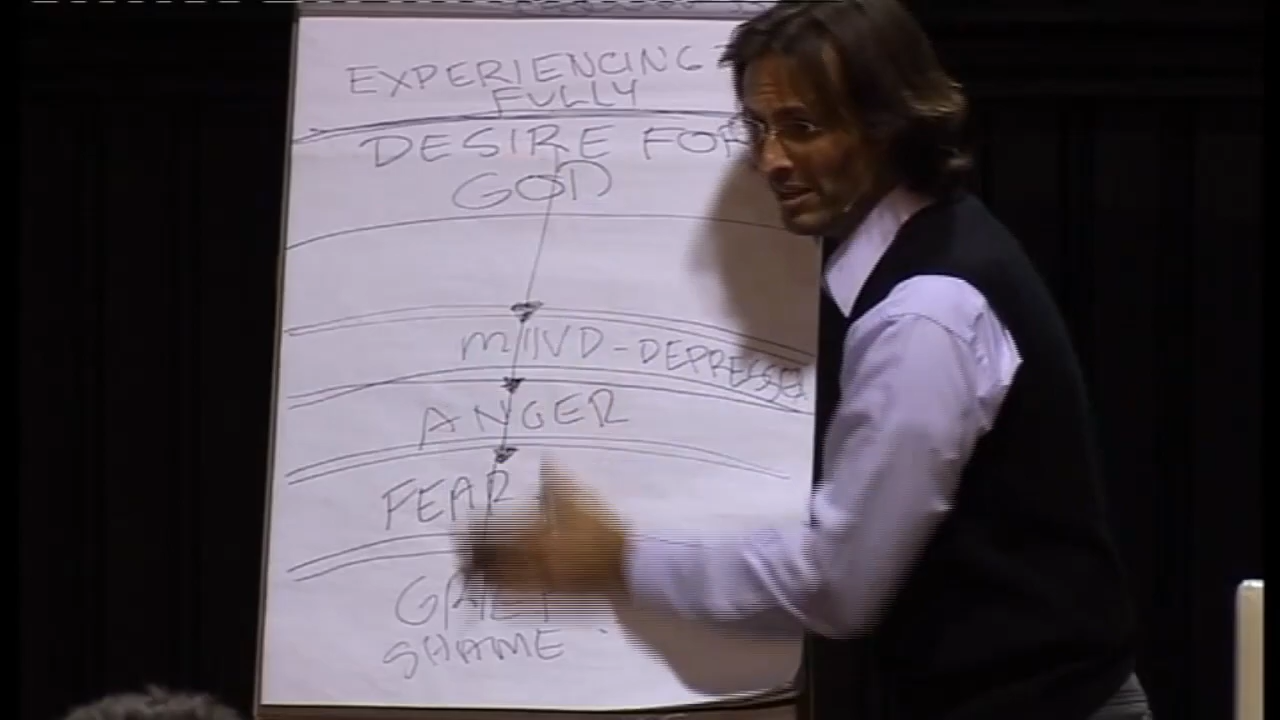 EXPERIENCING
FULLY
DESIRE FOR
GOD
MIND-DEPRESSED
ANGER
FEAR
SHAME